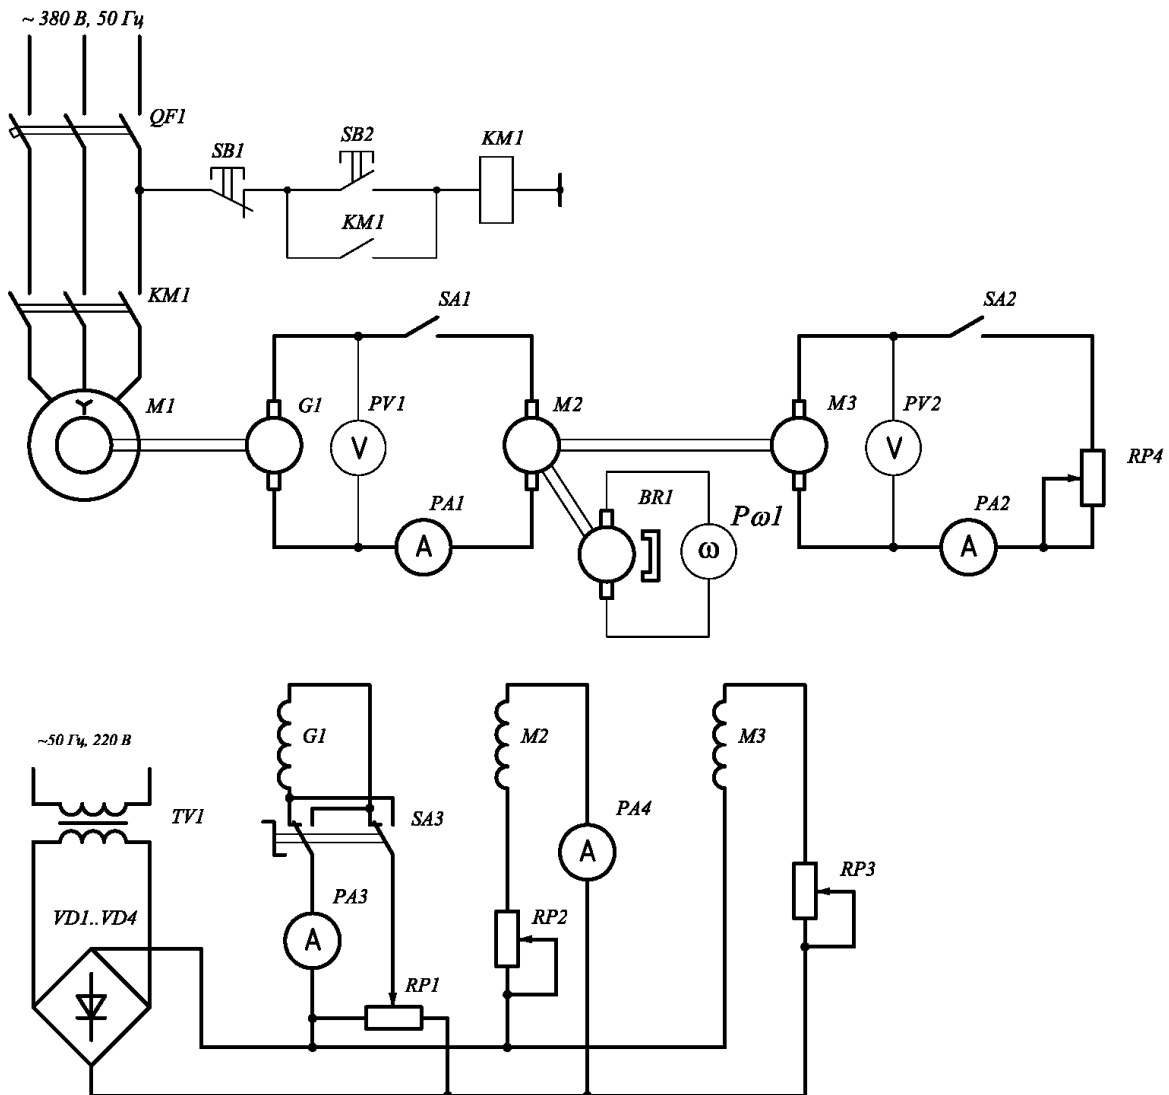 ~ 380 В, 50 Гц
QF1
SB1
SB2
KM1
KM1
KM1
SA1
SA2
M1
G1
PV1
V
M2
M3
PV2
V
RP4
PA1
A
BR1
Pω1
ω
PA2
A
~50 Гц, 220 В
TV1
VD1..VD4
G1
SA3
PA3
A
RP1
M2
PA4
A
RP2
M3
RP3